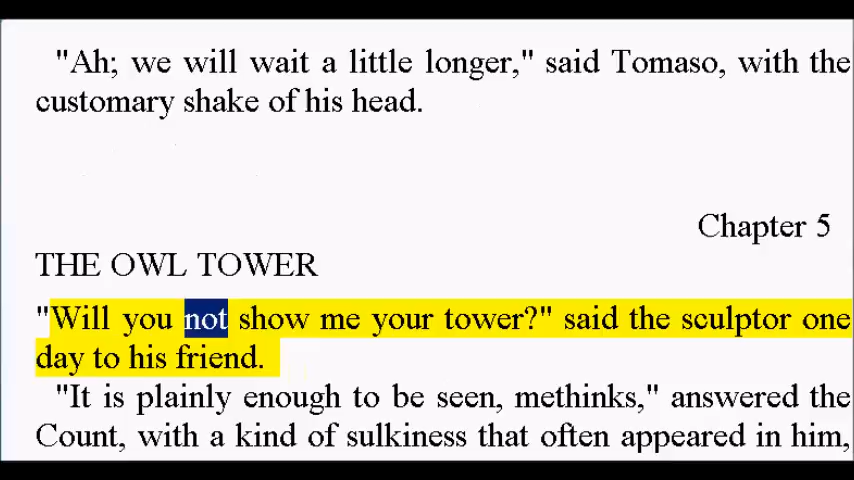 "Ah; we will wait a little longer," said Tomaso, with the
customary shake of his head.
Chapter 5
THE OWL TOWER
"Will you not show me your tower?" said the sculptor one
day to his friend.
"It is plainly enough to be seen, methinks," answered the
Count, with a kind of sulkiness that often appeared in him,